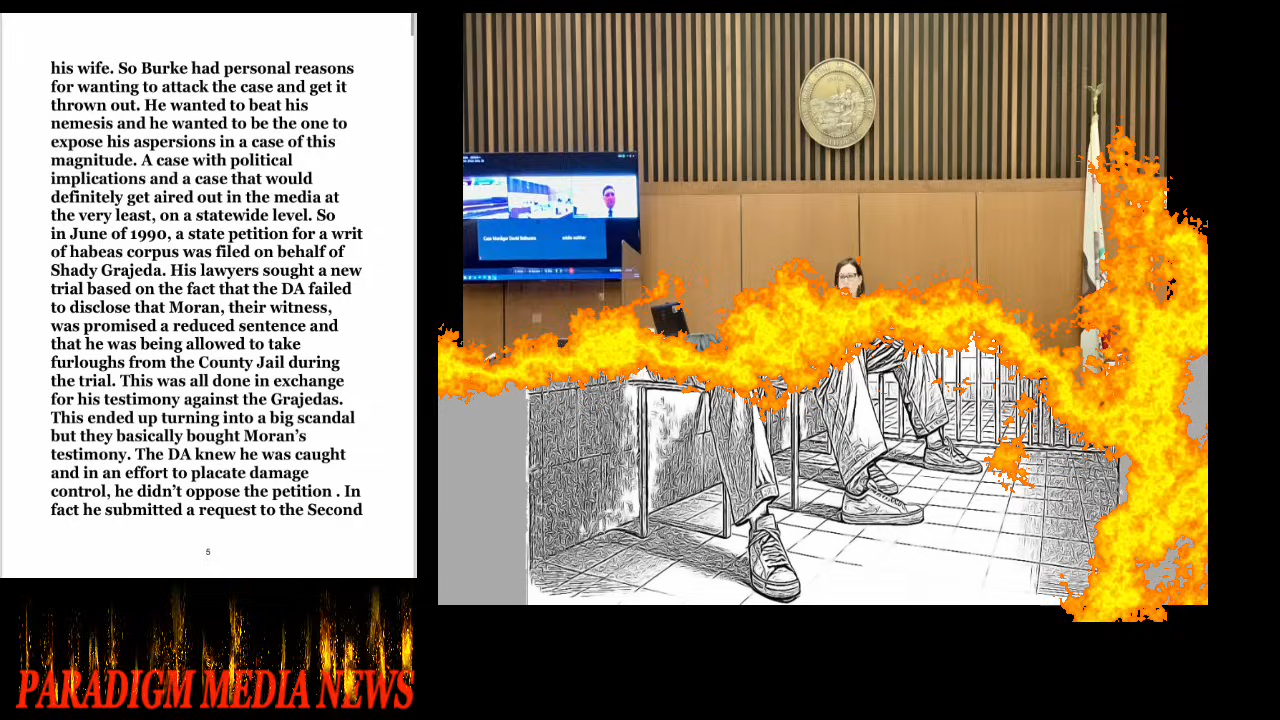 his wife. So Burke had personal reasons
for wanting to attack the case and get it
thrown out. He wanted to beat his
nemesis and he wanted to be the one to
expose his aspersions in a case of this
magnitude. A case with political
implications and a case that would
definitely get aired out in the media at
the very least, on a statewide level. So
in June of 1990, a state petition for a writ
of habeas corpus was filed on behalf of
Shady Grajeda. His lawyers sought a new
trial based on the fact that the DA failed
to disclose that Moran, their witness,
was promised a reduced sentence and
that he was being allowed to take
furloughs from the County Jail during
the trial. This was all done in exchange
for his testimony against the Grajedas.
This ended up turning into a big scandal
but they basically bought Moran’s
testimony. The DA knew he was caught
and in an effort to placate damage
control, he didn’t oppose the petition . In
fact he submitted a request to the Second
5
PARADIGM MEDIA NEWS